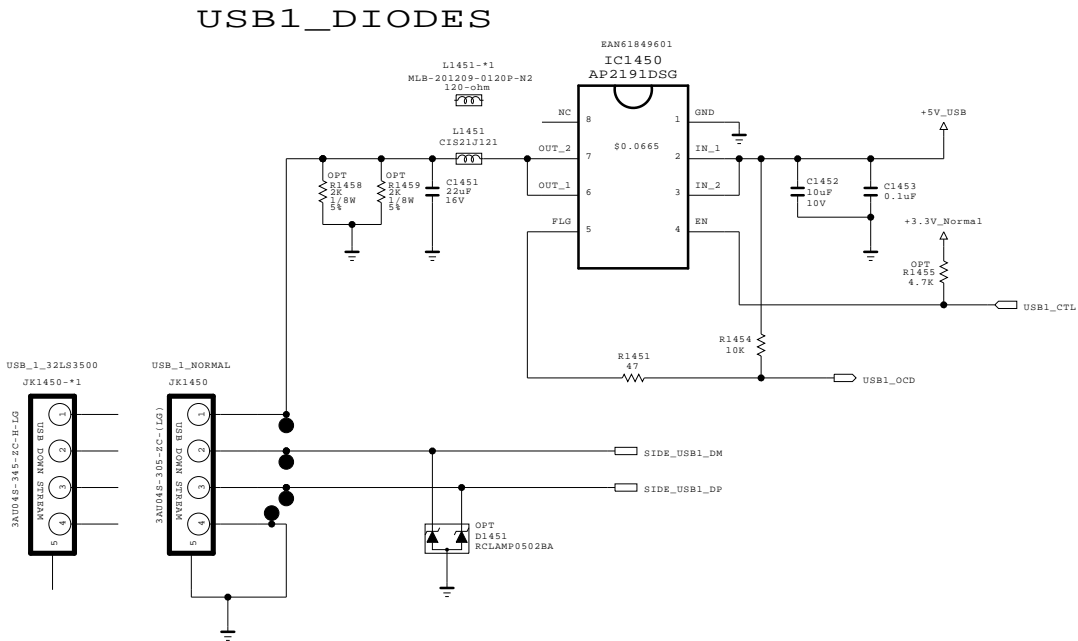 USB1_DIODES
EAN61849601
IC1450
AP2191DSG
L1451-*1
MLB-201209-0120P-N2
120-ohm
NC
8
1
GND
+5V_USB
L1451
CIS21J121
OUT_2
7
$0.0665
2
IN_1
OPT
R1458
2K
1/8W
5%
OPT
R1459
2K
1/8W
5%
C1451
22uF
16V
OUT_1
6
3
IN_2
C1452
10uF
10V
C1453
0.1uF
FLG
5
4
EN
+3.3V_Normal
OPT
R1455
4.7K
USB1_CTL
R1454
10K
R1451
47
USB1_OCD
USB_1_32LS3500
JK1450-*1
3AU04S-345-ZC-H-LG
USB DOWN STREAM
1
2
3
4
5
USB_1_NORMAL
JK1450
3AU04S-305-ZC-(LG)
USB DOWN STREAM
1
2
3
4
5
SIDE_USB1_DM
SIDE_USB1_DP
OPT
D1451
RCLAMP0502BA